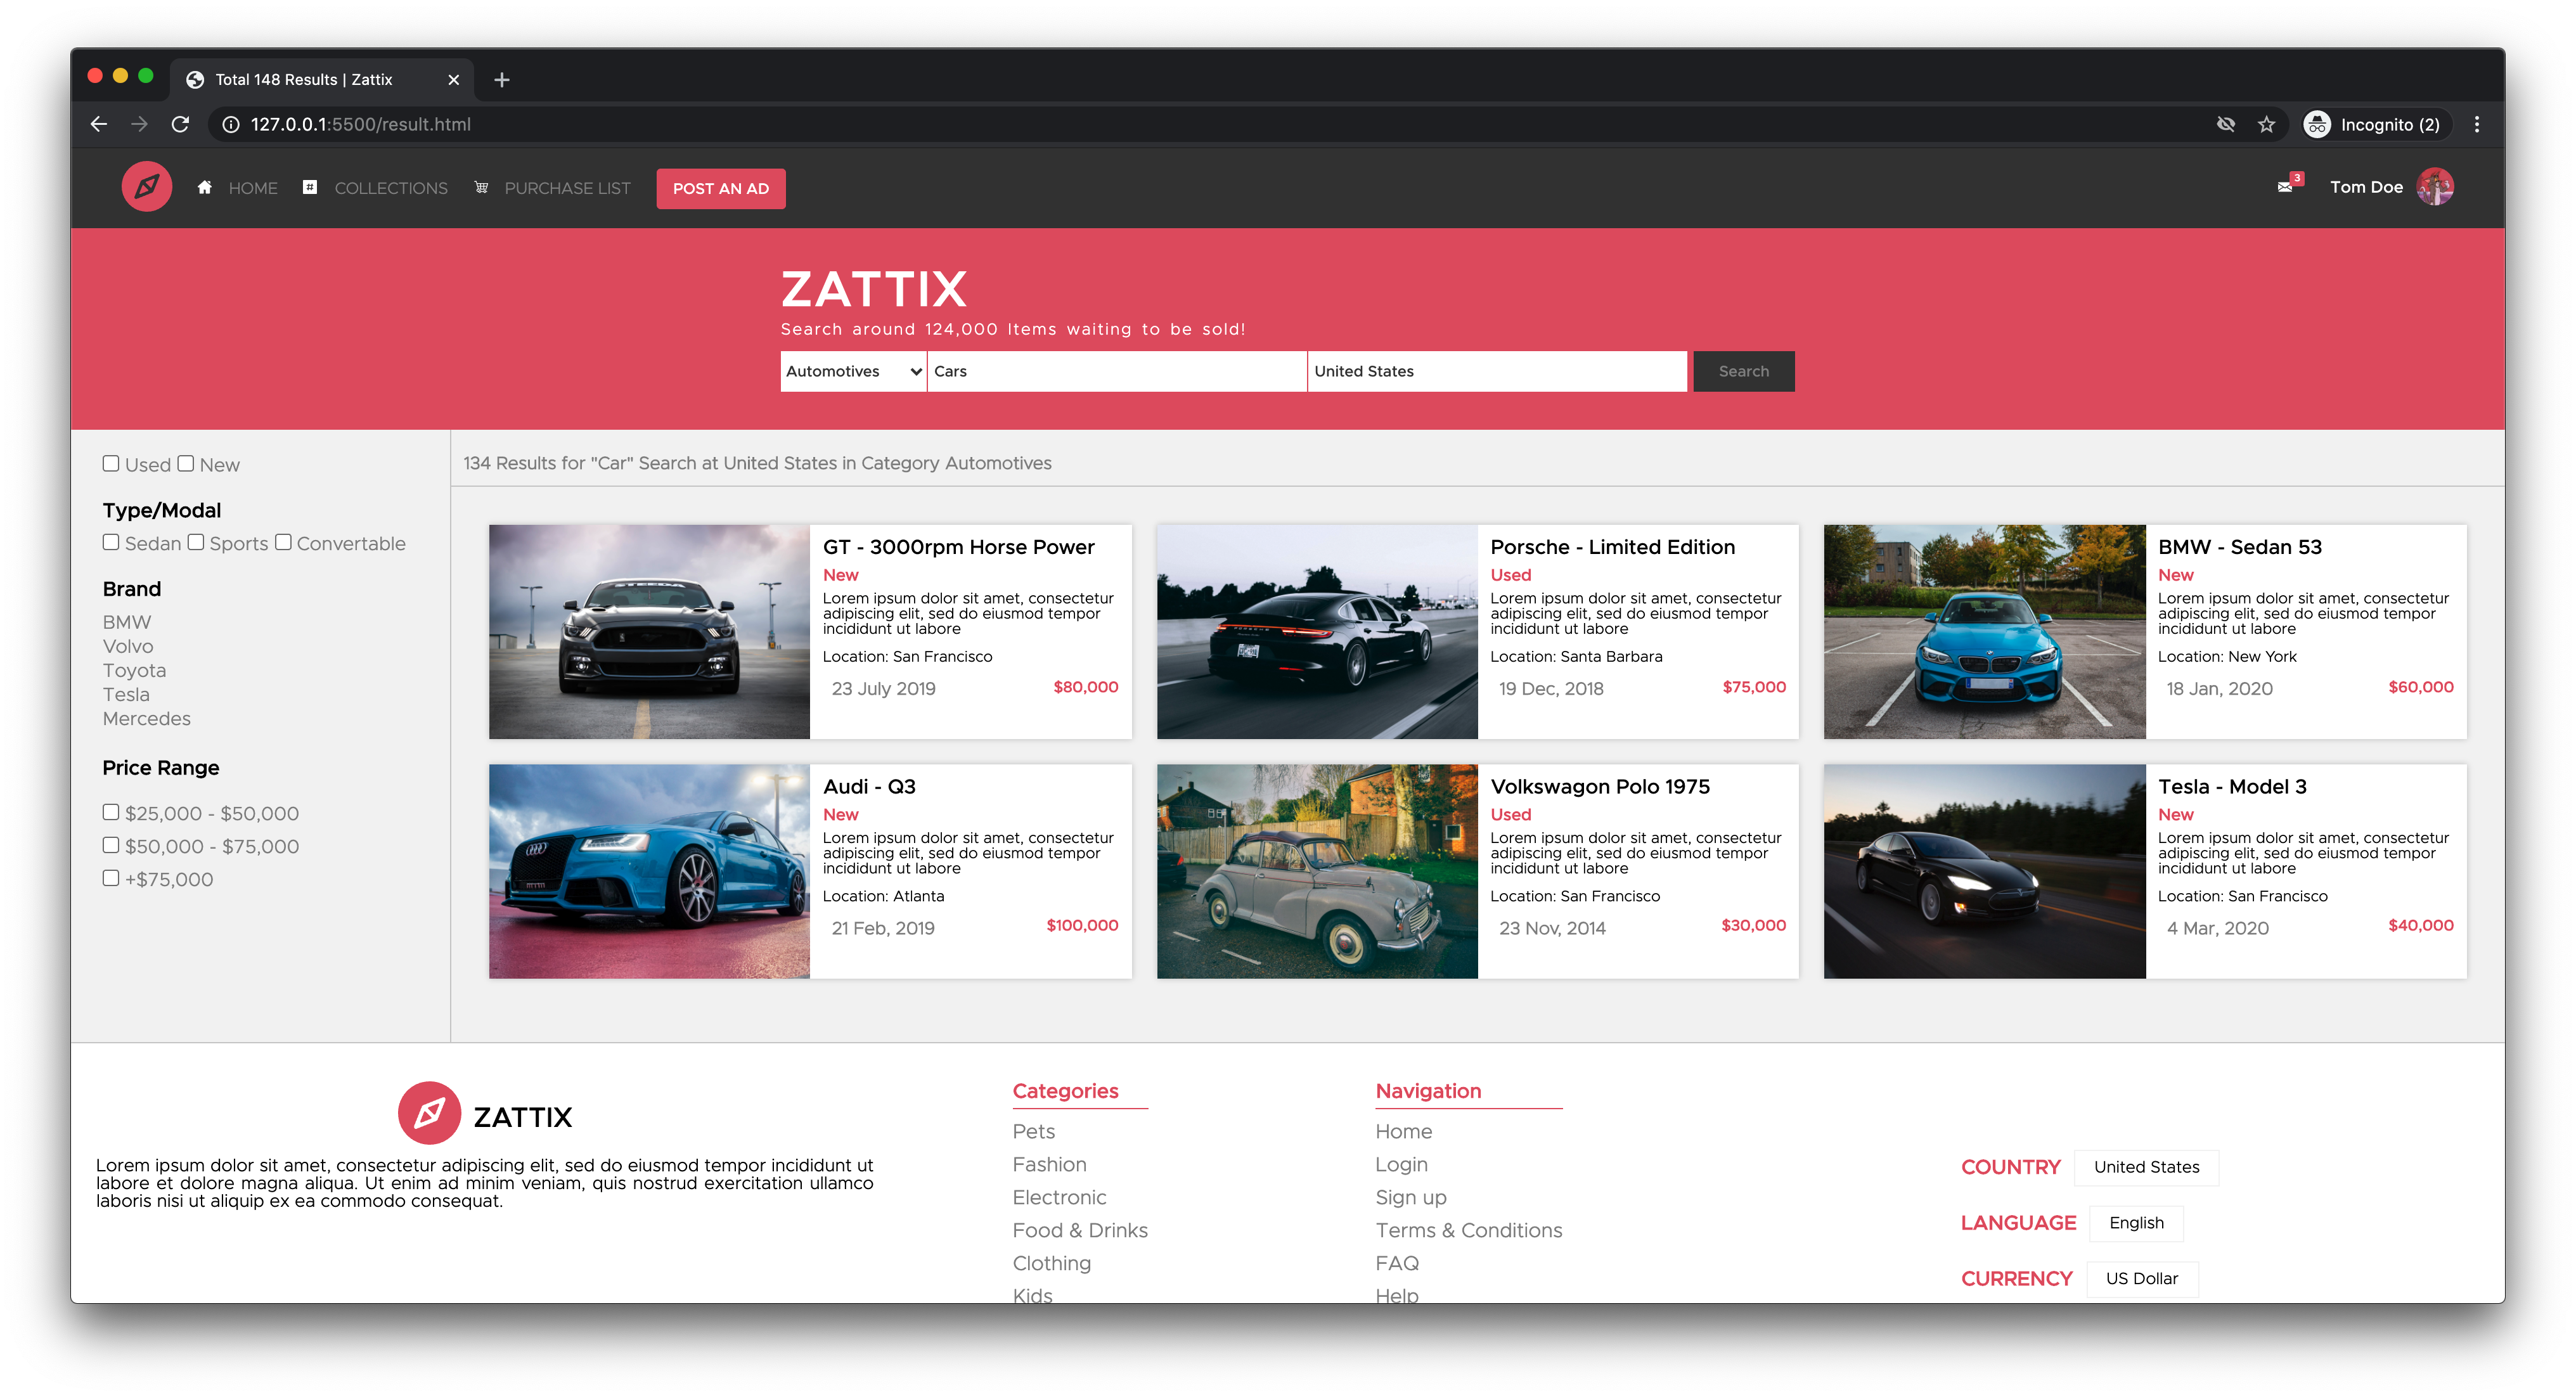 Total 148 Results | Zattix
127.0.0.1:5500/result.html
Incognito (2)
HOME
COLLECTIONS
PURCHASE LIST
POST AN AD
3
Tom Doe
ZATTIX
Search around 124,000 Items waiting to be sold!
Automotives
Cars
United States
Search
Used New
Type/Modal
Sedan Sports Convertable
Brand
BMW
Volvo
Toyota
Tesla
Mercedes
Price Range
$25,000 - $50,000
$50,000 - $75,000
+$75,000
134 Results for "Car" Search at United States in Category Automotives
GT - 3000rpm Horse Power
New
Lorem ipsum dolor sit amet, consectetur
adipiscing elit, sed do eiusmod tempor
incididunt ut labore
Location: San Francisco
23 July 2019
$80,000
Porsche - Limited Edition
Used
Lorem ipsum dolor sit amet, consectetur
adipiscing elit, sed do eiusmod tempor
incididunt ut labore
Location: Santa Barbara
19 Dec, 2018
$75,000
BMW - Sedan 53
New
Lorem ipsum dolor sit amet, consectetur
adipiscing elit, sed do eiusmod tempor
incididunt ut labore
Location: New York
18 Jan, 2020
$60,000
Audi - Q3
New
Lorem ipsum dolor sit amet, consectetur
adipiscing elit, sed do eiusmod tempor
incididunt ut labore
Location: Atlanta
21 Feb, 2019
$100,000
Volkswagon Polo 1975
Used
Lorem ipsum dolor sit amet, consectetur
adipiscing elit, sed do eiusmod tempor
incididunt ut labore
Location: San Francisco
23 Nov, 2014
$30,000
Tesla - Model 3
New
Lorem ipsum dolor sit amet, consectetur
adipiscing elit, sed do eiusmod tempor
incididunt ut labore
Location: San Francisco
4 Mar, 2020
$40,000
ZATTIX
Lorem ipsum dolor sit amet, consectetur adipiscing elit, sed do eiusmod tempor incididunt ut
labore et dolore magna aliqua. Ut enim ad minim veniam, quis nostrud exercitation ullamco
laboris nisi ut aliquip ex ea commodo consequat.
Categories
Pets
Fashion
Electronic
Food & Drinks
Clothing
Kids
Navigation
Home
Login
Sign up
Terms & Conditions
FAQ
Help
COUNTRY
United States
LANGUAGE
English
CURRENCY
US Dollar